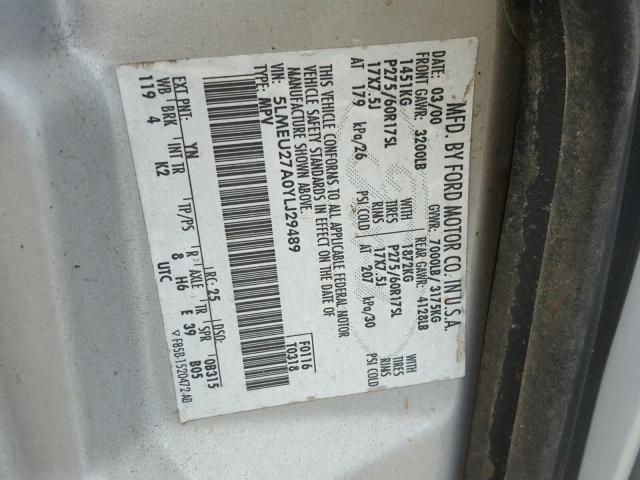 MFD. BY FORD MOTOR CO. IN U.S.A.
DATE: 03/00 GVWR: 7000LB/3175KG
FRONT GAWR: 3200LB REAR GAWR: 4128LB
1451KG WITH 1872KG WITH
P275/60R17SL TIRES P275/60R17SL TIRES
17X7.5J RIMS 17X7.5J RIMS
AT 179 kPa/26 PSI COLD AT 207 kPa/30 PSI COLD
THIS VEHICLE CONFORMS TO ALL APPLICABLE FEDERAL MOTOR
VEHICLE SAFETY STANDARDS IN EFFECT ON THE DATE OF
MANUFACTURE SHOWN ABOVE.
VIN: 5LMEU27A0YLJ29489 F0116
TYPE: MPV T0318
EXT PNT: YN RC: 25 DSO: 0B315
WB BRK INT TR TP/PS R AXLE TR SPR
119 4 K2 8 H6 E 39 B05
UTC F85B-1520472-AB